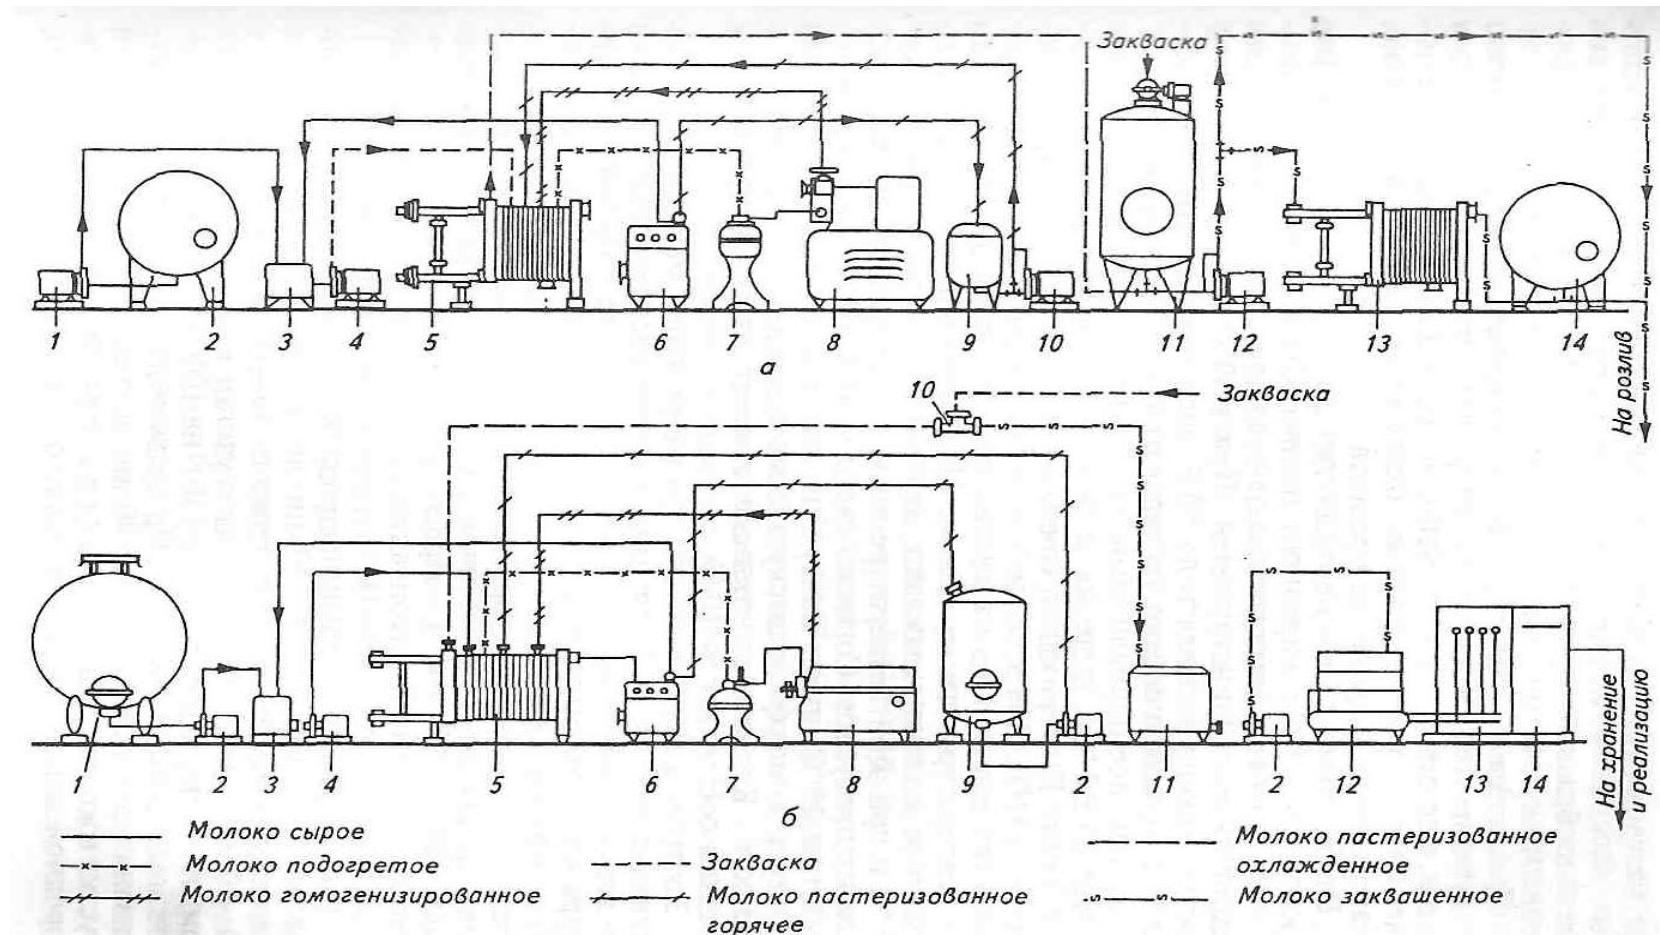 Закваска
1 2 3 4 5 6 7 8 9 10 11 12 13 14
а
На розлив
10
Закваска
1 2 3 4 5 6 7 8 9 2 11 2 12 13 14
б
На хранение
и реализацию
Молоко сырое
Молоко подогретое
Молоко гомогенизированное
Закваска
Молоко пастеризованное
горячее
Молоко пастеризованное
охлажденное
Молоко заквашенное